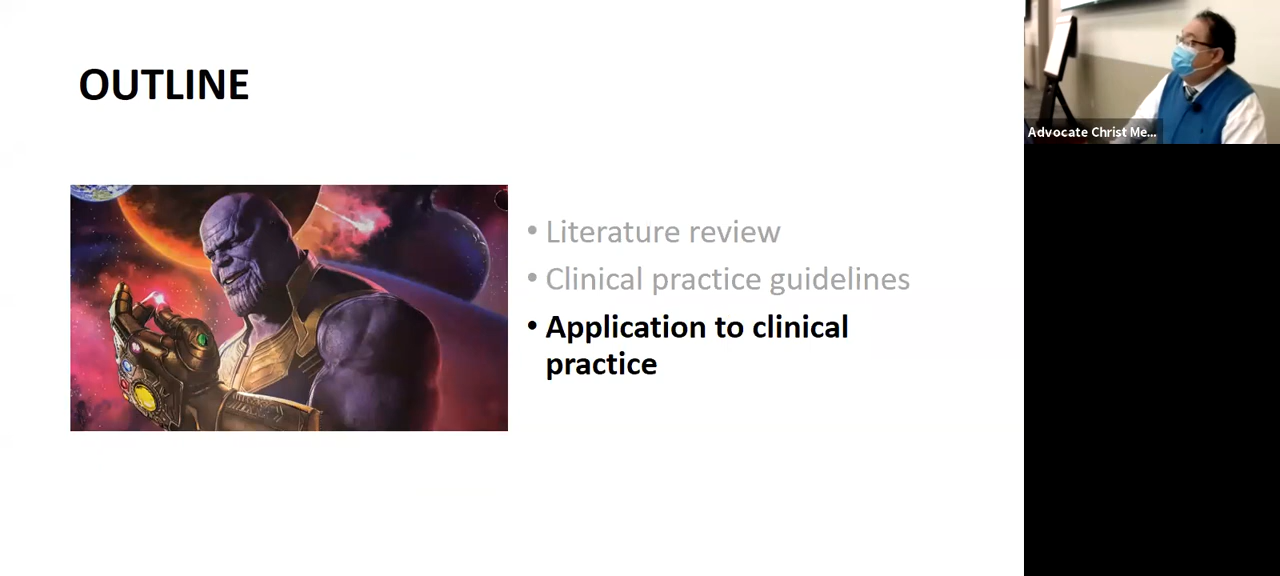 OUTLINE
• Literature review
• Clinical practice guidelines
• Application to clinical
practice
Advocate Christ Me...